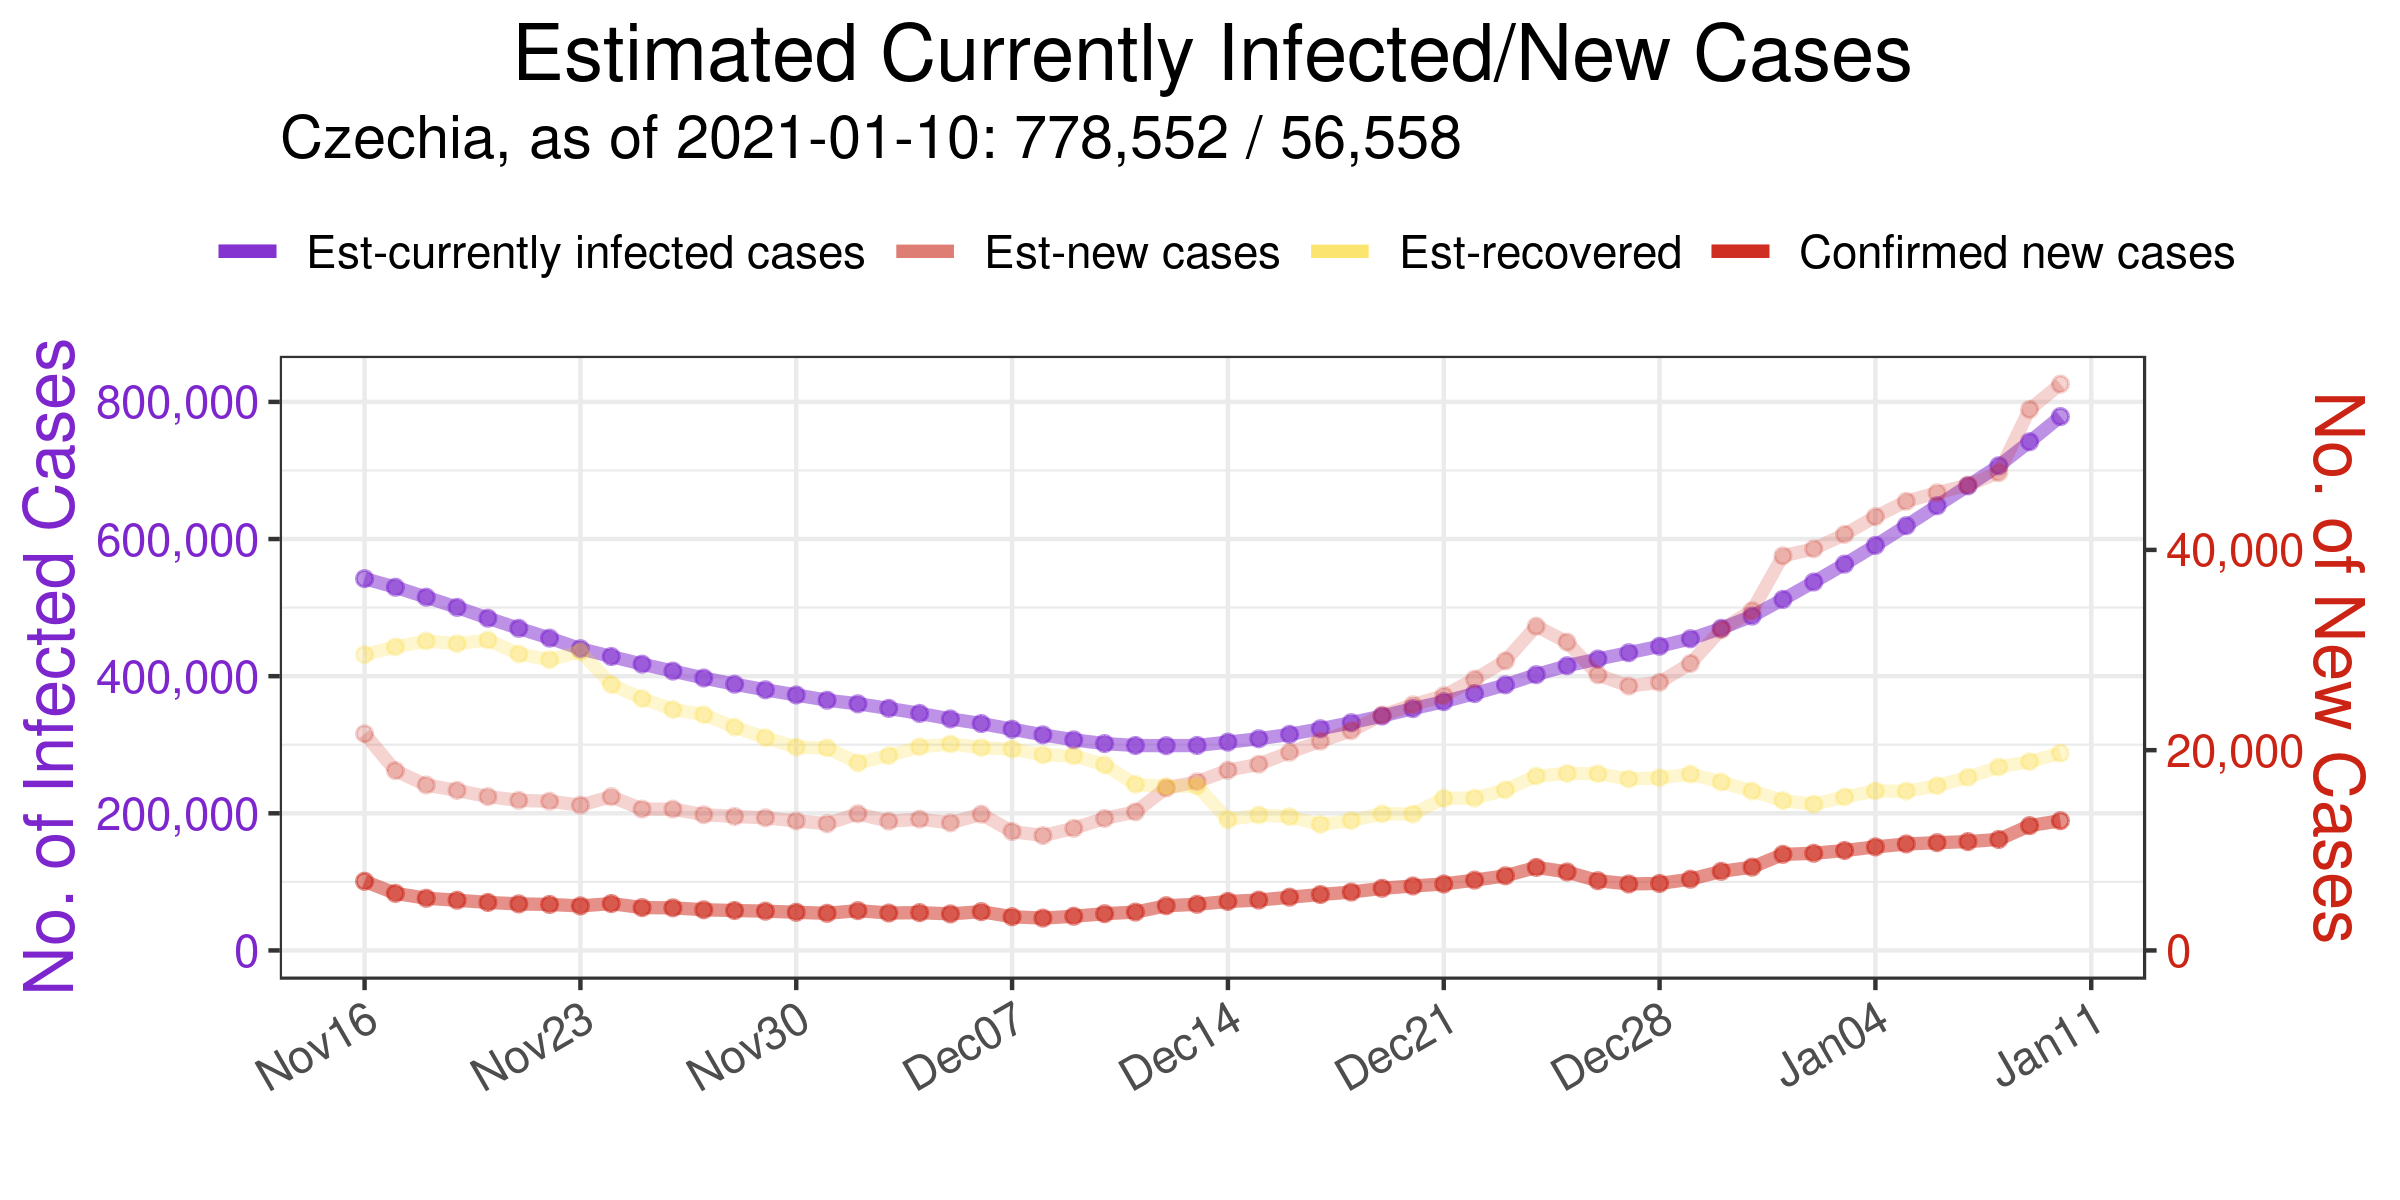 Estimated Currently Infected/New Cases
Czechia, as of 2021-01-10: 778,552 / 56,558
Est-currently infected cases Est-new cases Est-recovered Confirmed new cases
No. of Infected Cases
800,000
600,000
400,000
200,000
0
40,000
20,000
0
No. of New Cases
Nov16 Nov23 Nov30 Dec07 Dec14 Dec21 Dec28 Jan04 Jan11